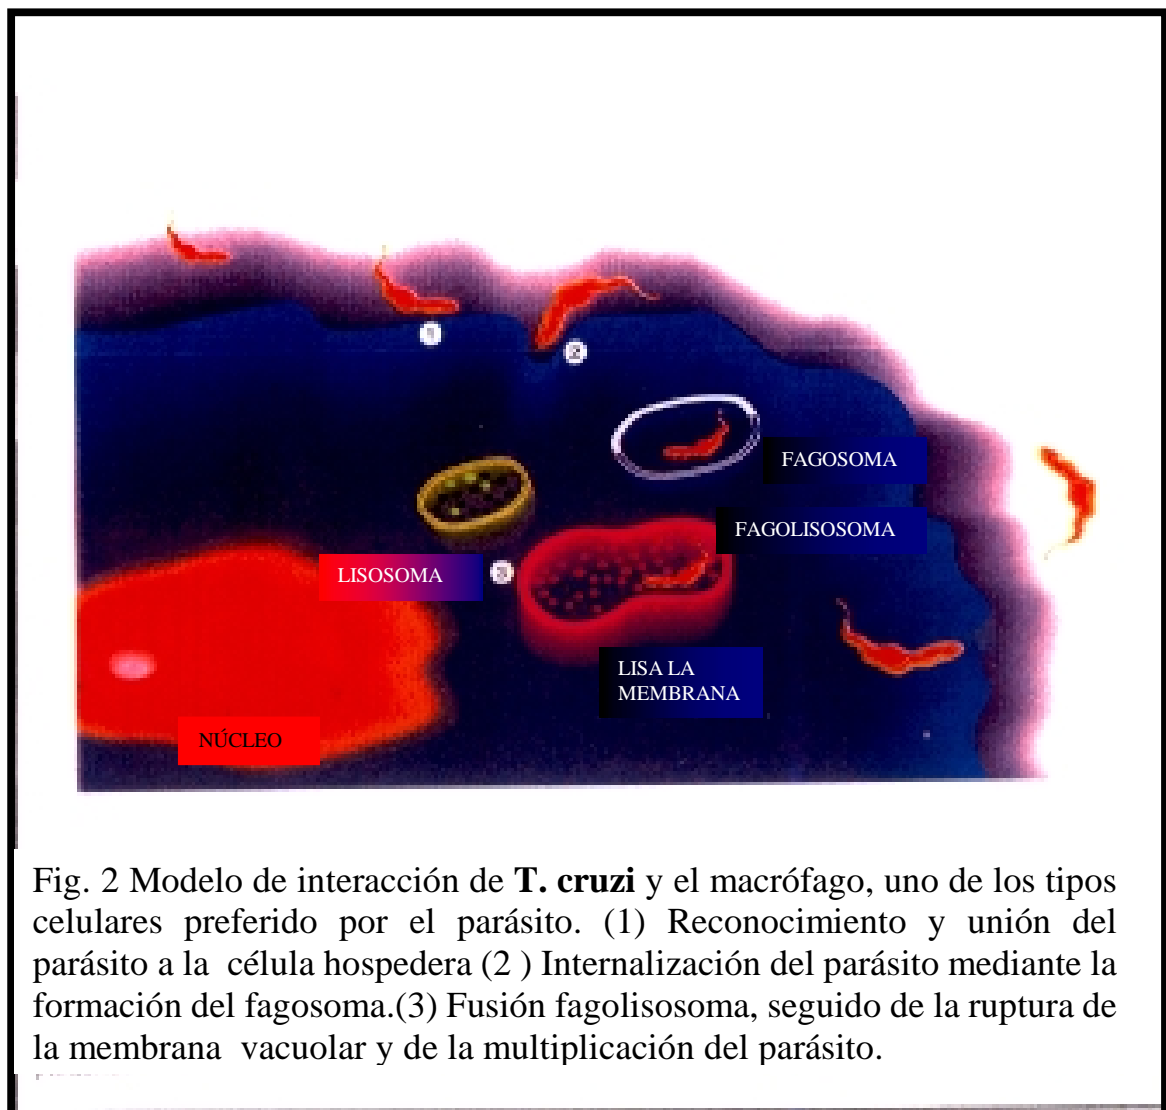 1
2
FAGOSOMA
FAGOLISOSOMA
LISOSOMA
3
LISA LA
MEMBRANA
NÚCLEO
Fig. 2 Modelo de interacción de T. cruzi y el macrófago, uno de los tipos
celulares preferido por el parásito. (1) Reconocimiento y unión del
parásito a la célula hospedera (2 ) Internalización del parásito mediante la
formación del fagosoma.(3) Fusión fagolisosoma, seguido de la ruptura de
la membrana vacuolar y de la multiplicación del parásito.